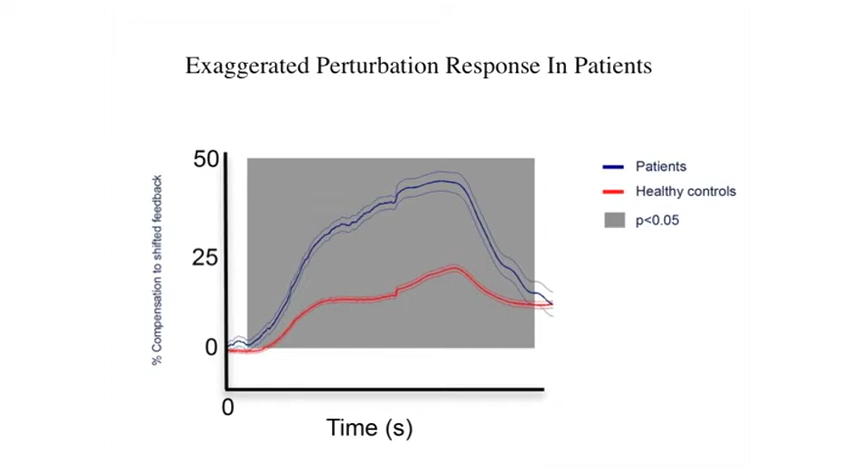 Exaggerated Perturbation Response In Patients
% Compensation to shifted feedback
50
25
0
0
Time (s)
Patients
Healthy controls
p<0.05